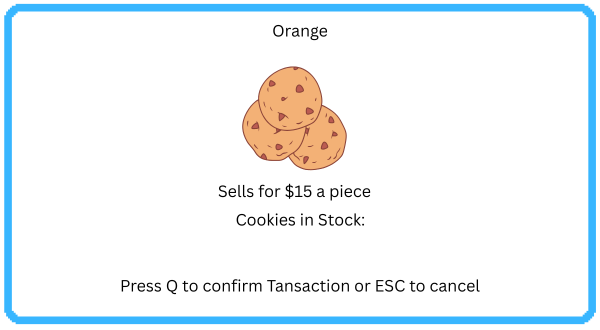 Orange
Sells for $15 a piece
Cookies in Stock:
Press Q to confirm Tansaction or ESC to cancel